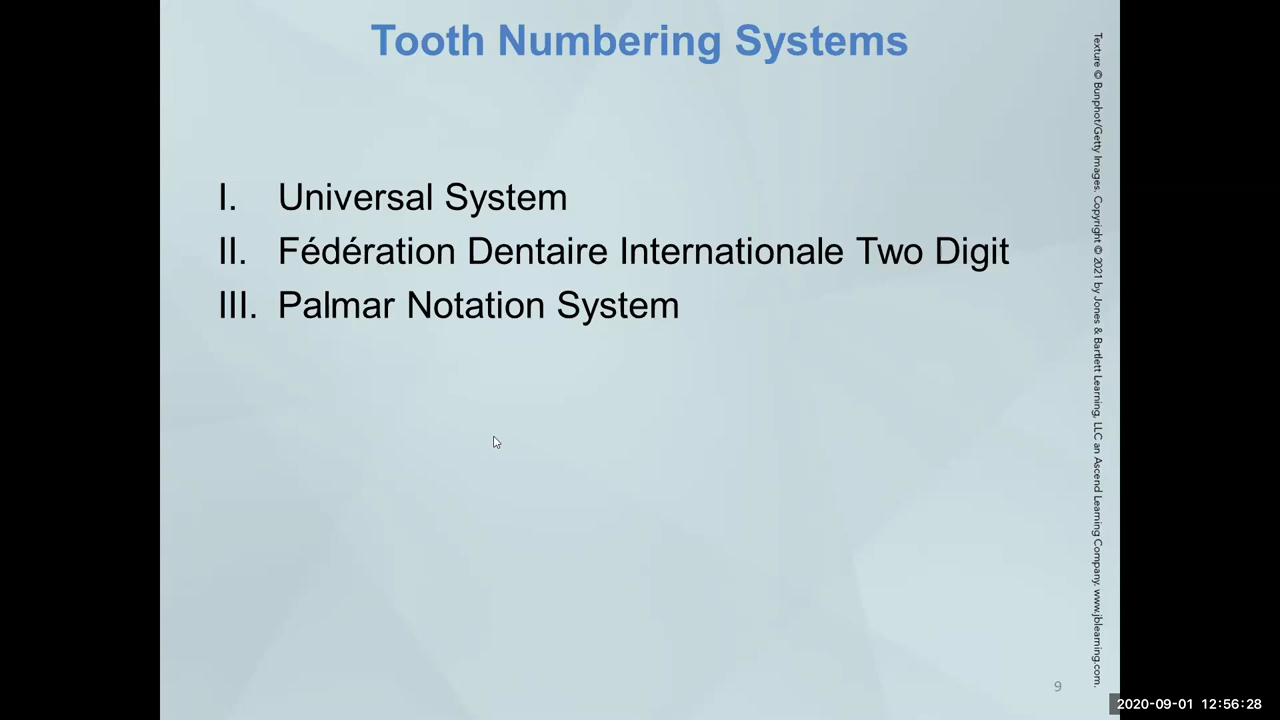 Tooth Numbering Systems
I. Universal System
II. Fédération Dentaire Internationale Two Digit
III. Palmar Notation System
Texture © Bunphot/Getty Images. Copyright © 2021 by Jones & Bartlett Learning, LLC an Ascend Learning Company. www.jblearning.com.
9
2020-09-01 12:56:28